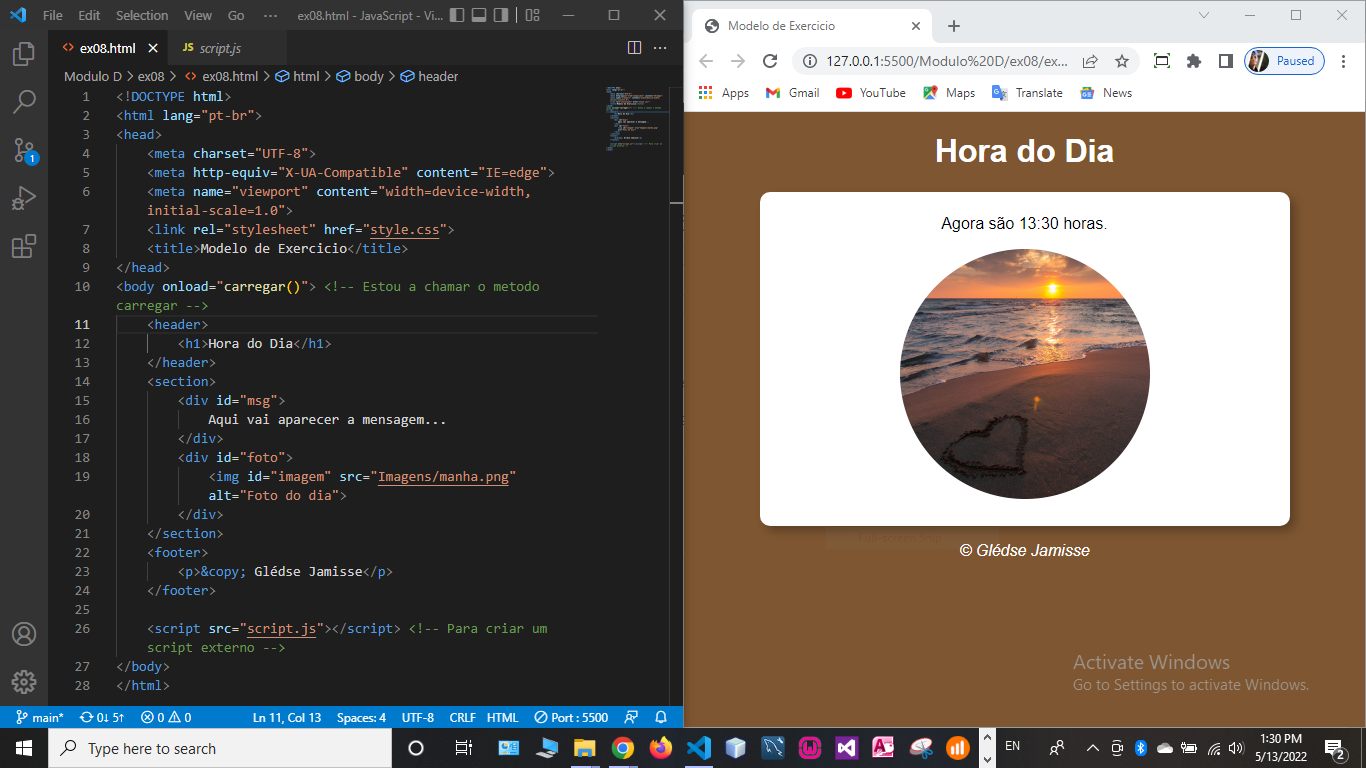 File Edit Selection View Go ··· ex08.html - JavaScript - Vi...
ex08.html
JS script.js
Modulo D > ex08 > ex08.html > html > body > header
1 <!DOCTYPE html>
2 <html lang="pt-br">
3 <head>
4 <meta charset="UTF-8">
5 <meta http-equiv="X-UA-Compatible" content="IE=edge">
6 <meta name="viewport" content="width=device-width,
initial-scale=1.0">
7 <link rel="stylesheet" href="style.css">
8 <title>Modelo de Exercicio</title>
9 </head>
10 <body onload="carregar()"> <!-- Estou a chamar o metodo
carregar -->
11 <header>
12 <h1>Hora do Dia</h1>
13 </header>
14 <section>
15 <div id="msg">
16 Aqui vai aparecer a mensagem...
17 </div>
18 <div id="foto">
19 <img id="imagem" src="Imagens/manha.png"
alt="Foto do dia">
20 </div>
21 </section>
22 <footer>
23 <p>&copy; Glédse Jamisse</p>
24 </footer>
25
26 <script src="script.js"></script> <!-- Para criar um
script externo -->
27 </body>
28 </html>
1
main* 0↓ 5↑ 0 0 Ln 11, Col 13 Spaces: 4 UTF-8 CRLF HTML Port : 5500
Modelo de Exercicio
127.0.0.1:5500/Modulo%20D/ex08/ex... Paused
Apps Gmail YouTube Maps Translate News
Hora do Dia
Agora são 13:30 horas.
© Glédse Jamisse
Activate Windows
Go to Settings to activate Windows.
Type here to search
EN
1:30 PM
5/13/2022
2